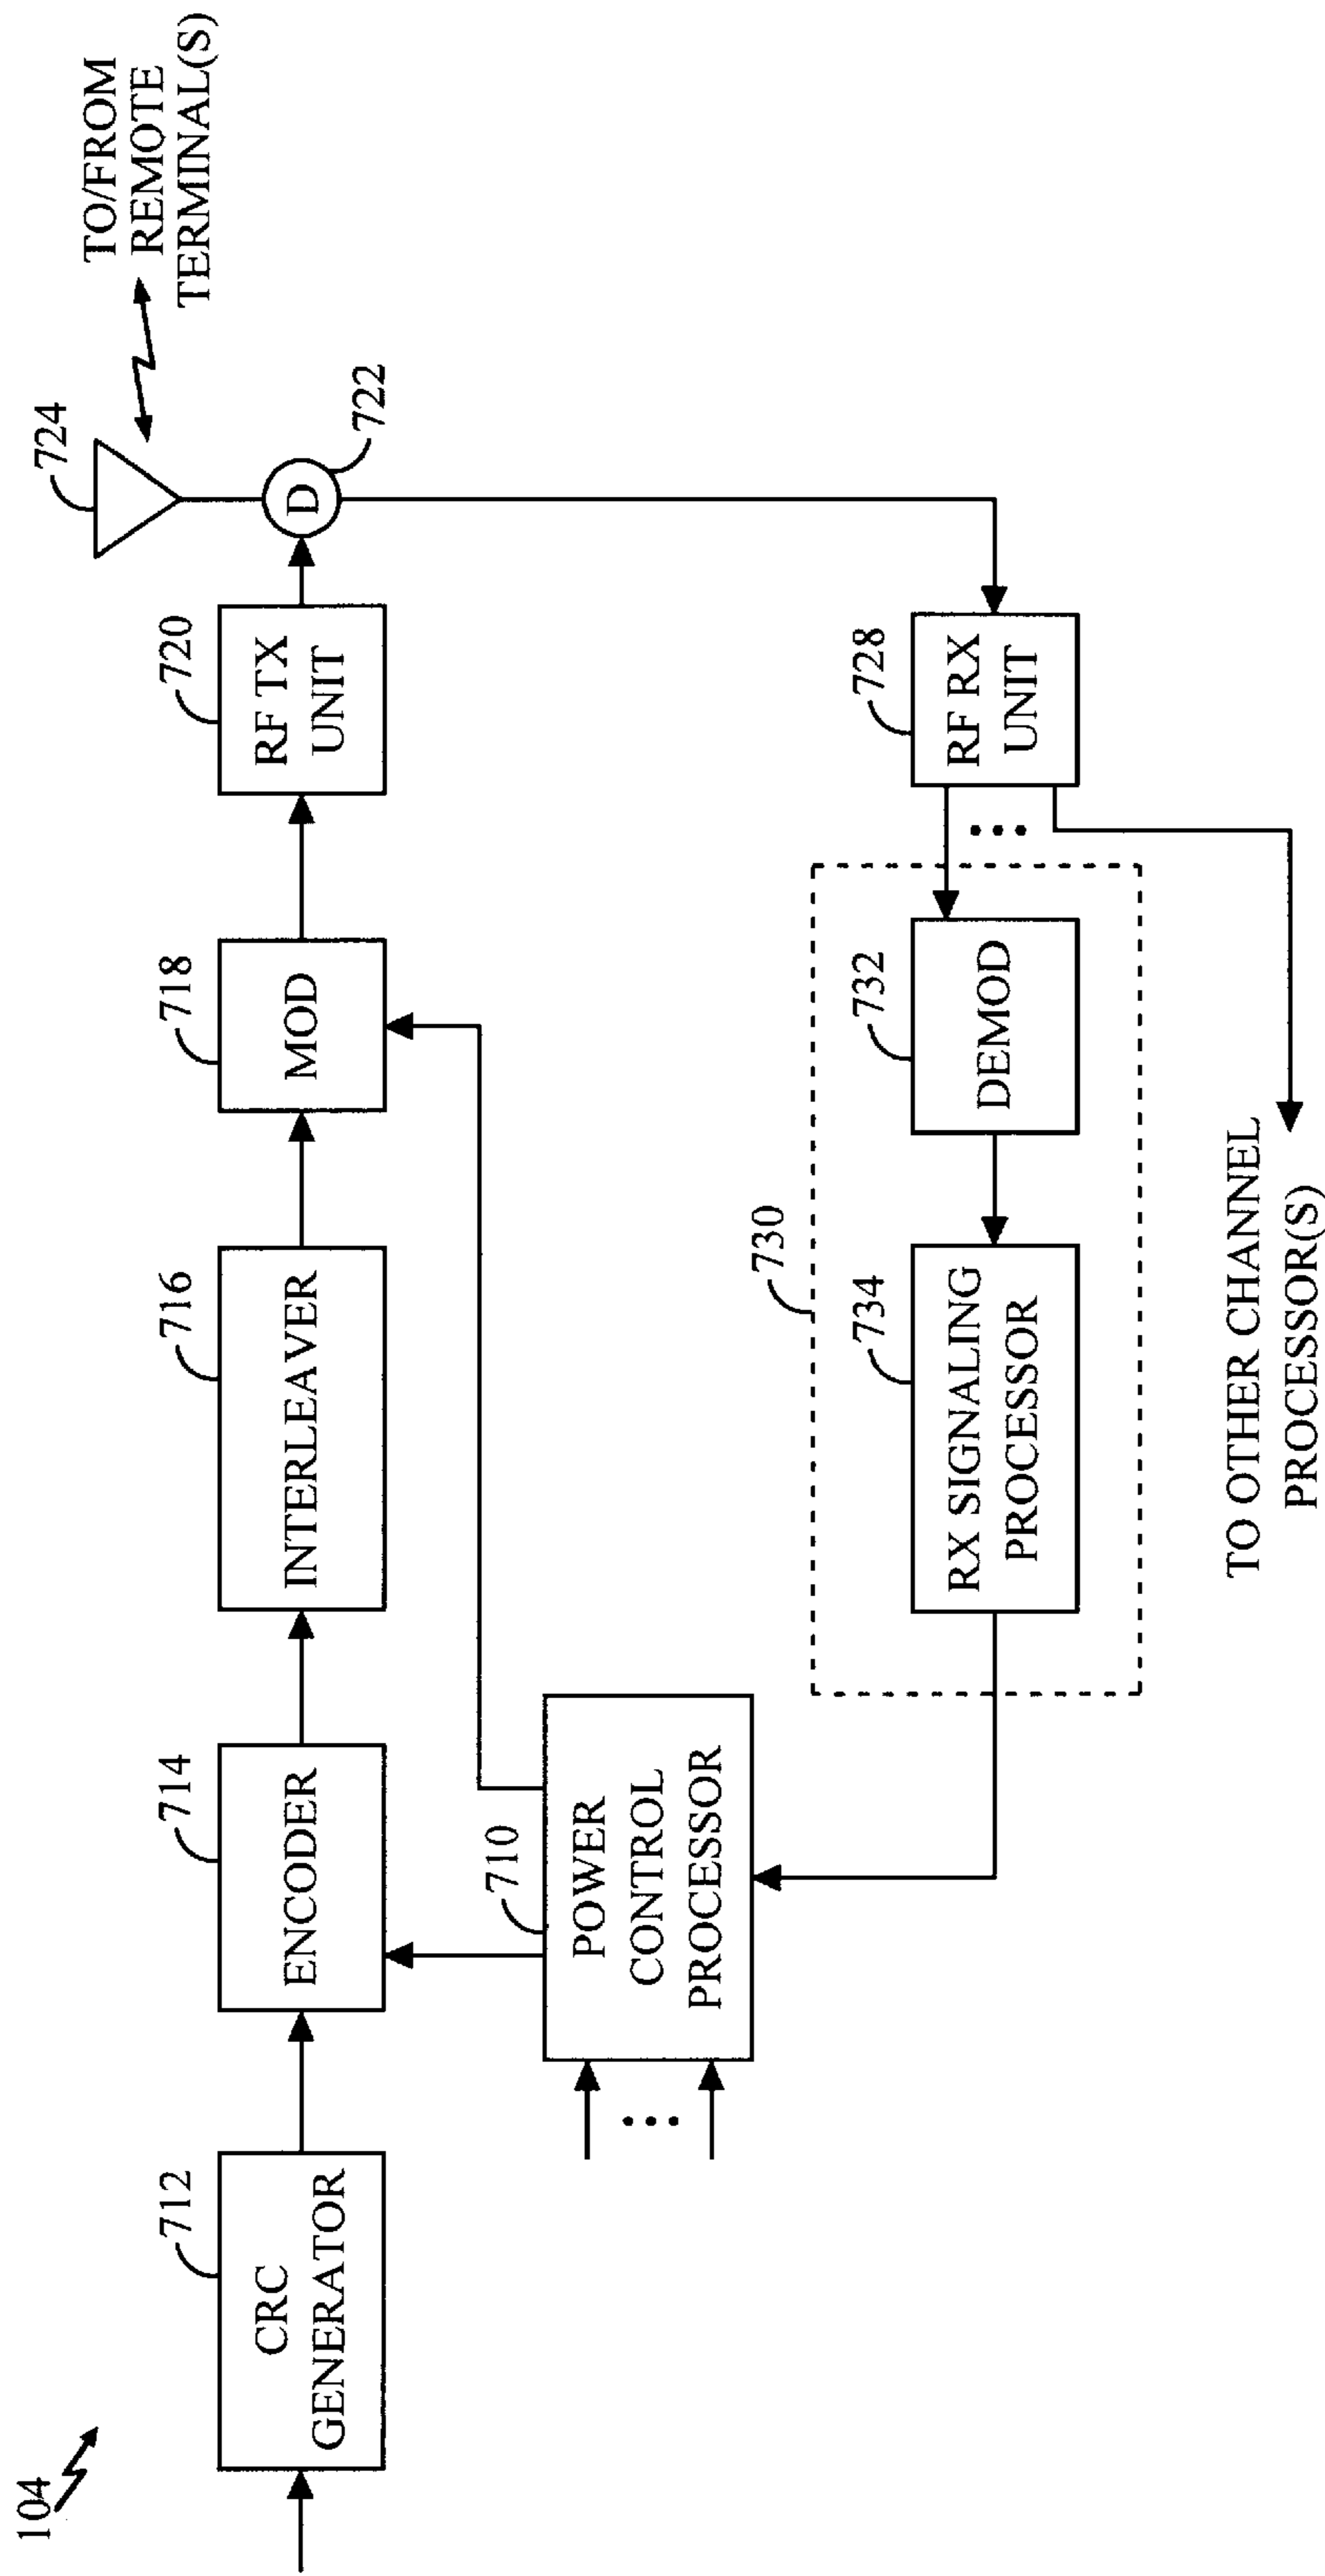 104
712
CRC
GENERATOR
714
ENCODER
716
INTERLEAVER
718
MOD
720
RF TX
UNIT
724
D
722
TO/FROM
REMOTE
TERMINAL(S)
710
POWER
CONTROL
PROCESSOR
...
730
734
RX SIGNALING
PROCESSOR
732
DEMOD
728
RF RX
UNIT
...
TO OTHER CHANNEL
PROCESSOR(S)